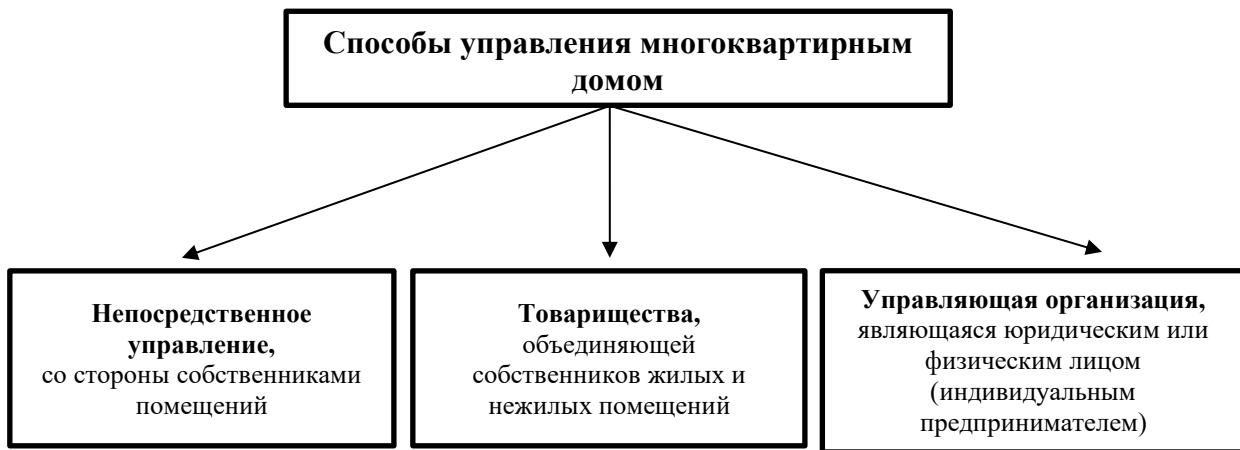 Способы управления многоквартирным
домом
Непосредственное
управление,
со стороны собственниками
помещений
Товарищества,
объединяющей
собственников жилых и
нежилых помещений
Управляющая организация,
являющаяся юридическим или
физическим лицом
(индивидуальным
предпринимателем)